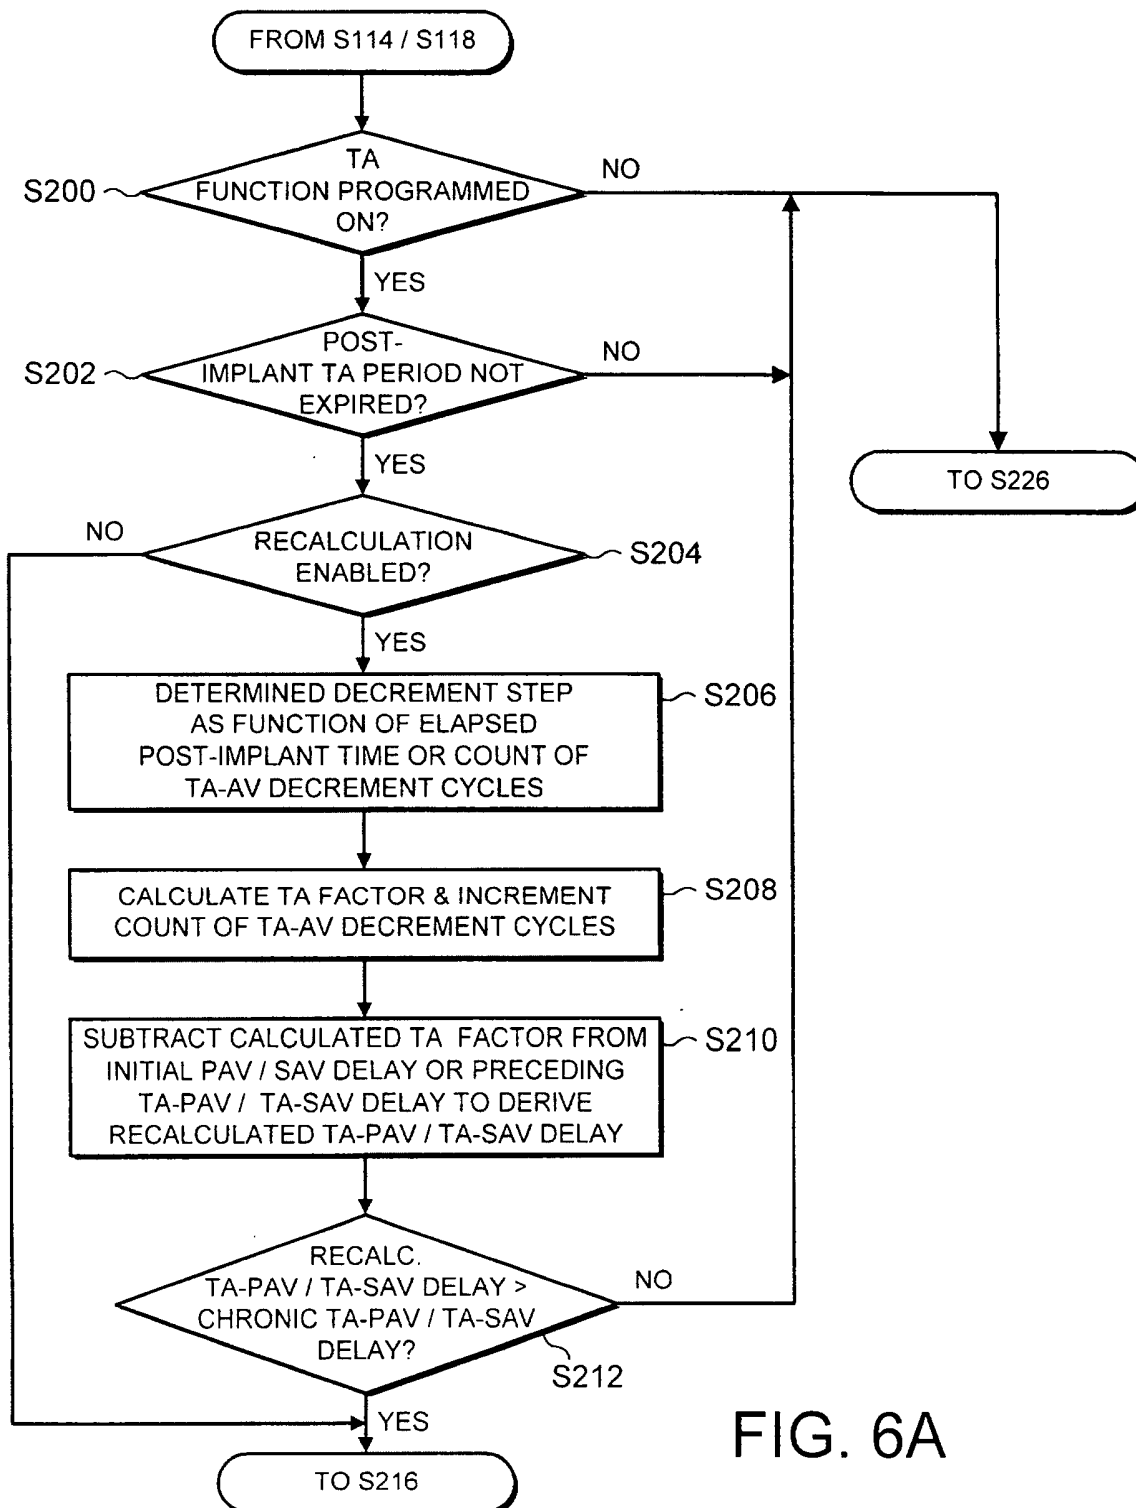 FROM S114 / S118
S200
TA
FUNCTION PROGRAMMED
ON?
NO
YES
S202
POST-
IMPLANT TA PERIOD NOT
EXPIRED?
NO
YES
TO S226
NO
RECALCULATION
ENABLED?
S204
YES
DETERMINED DECREMENT STEP
AS FUNCTION OF ELAPSED
POST-IMPLANT TIME OR COUNT OF
TA-AV DECREMENT CYCLES
S206
CALCULATE TA FACTOR & INCREMENT
COUNT OF TA-AV DECREMENT CYCLES
S208
SUBTRACT CALCULATED TA FACTOR FROM
INITIAL PAV / SAV DELAY OR PRECEDING
TA-PAV / TA-SAV DELAY TO DERIVE
RECALCULATED TA-PAV / TA-SAV DELAY
S210
RECALC.
TA-PAV / TA-SAV DELAY >
CHRONIC TA-PAV / TA-SAV
DELAY?
NO
S212
YES
TO S216
FIG. 6A